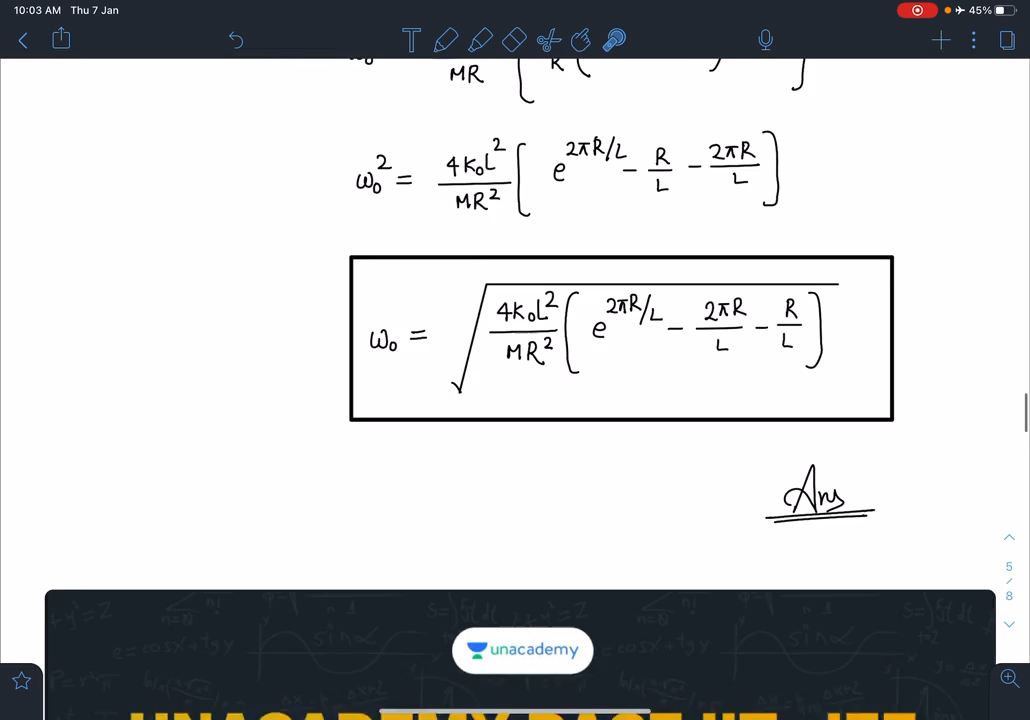 10:03 AM Thu 7 Jan 45%
MR R
ω₀² = 4K₀L²/MR² [ e^(2πR/L) − R/L − 2πR/L ]
ω₀ = √( 4K₀L²/MR² [ e^(2πR/L) − 2πR/L − R/L ] )
Ans
5
/
8
unacademy